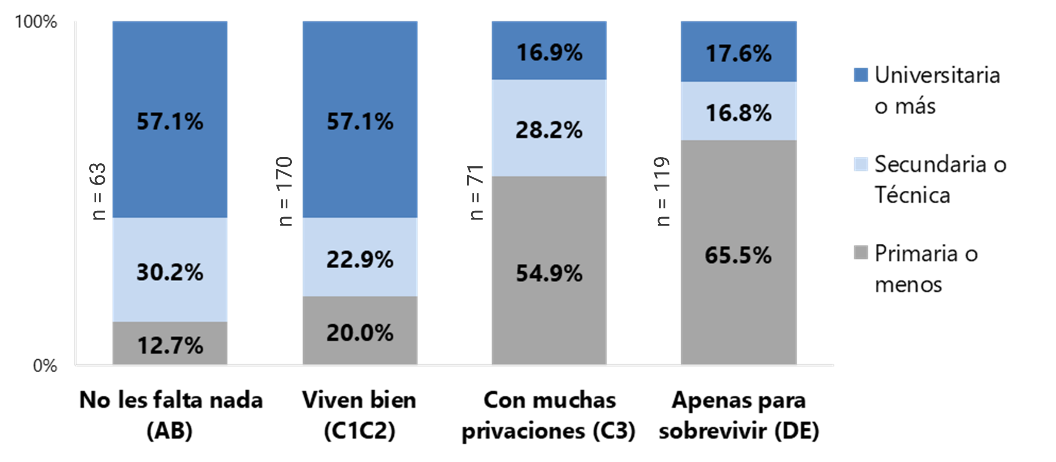 100%
0%
n = 63
57.1%
30.2%
12.7%
n = 170
57.1%
22.9%
20.0%
n = 71
16.9%
28.2%
54.9%
n = 119
17.6%
16.8%
65.5%
No les falta nada
(AB)
Viven bien
(C1C2)
Con muchas
privaciones (C3)
Apenas para
sobrevivir (DE)
Universitaria
o más
Secundaria o
Técnica
Primaria o
menos